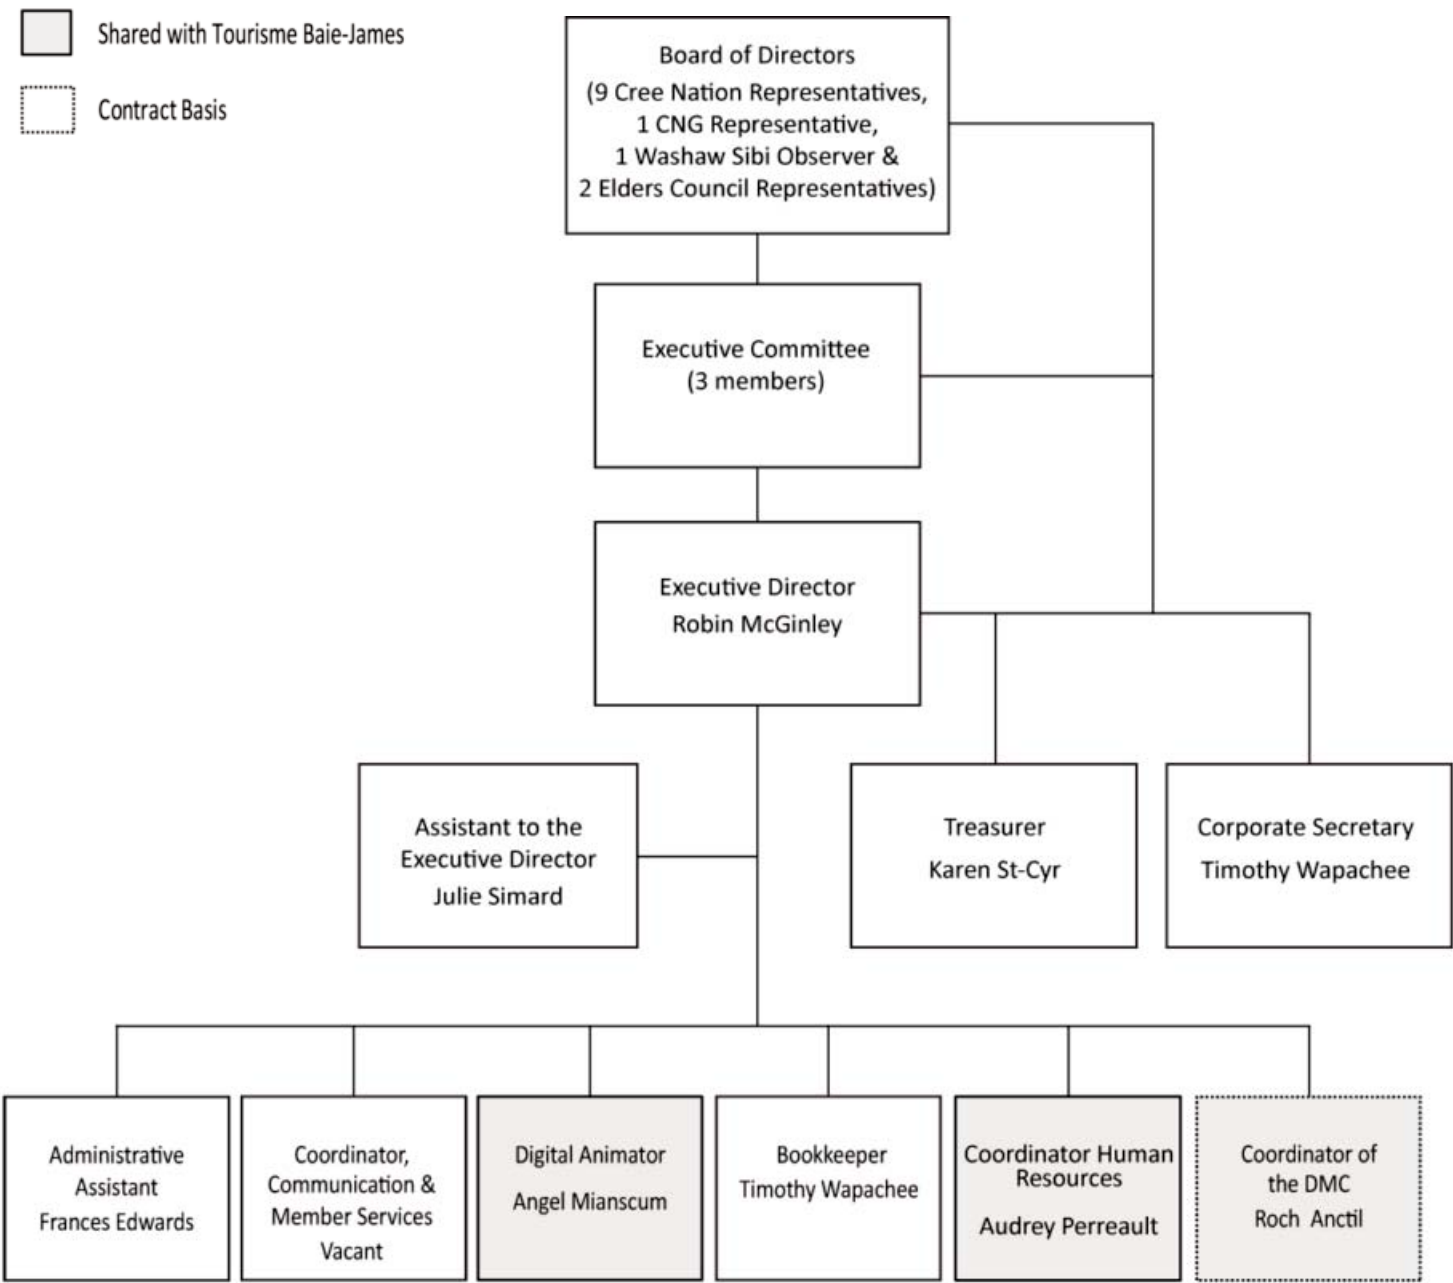 Shared with Tourisme Baie-James
Contract Basis
Board of Directors
(9 Cree Nation Representatives,
1 CNG Representative,
1 Washaw Sibi Observer &
2 Elders Council Representatives)
Executive Committee
(3 members)
Executive Director
Robin McGinley
Assistant to the
Executive Director
Julie Simard
Treasurer
Karen St-Cyr
Corporate Secretary
Timothy Wapachee
Administrative
Assistant
Frances Edwards
Coordinator,
Communication &
Member Services
Vacant
Digital Animator
Angel Mianscum
Bookkeeper
Timothy Wapachee
Coordinator Human
Resources
Audrey Perreault
Coordinator of
the DMC
Roch Anctil